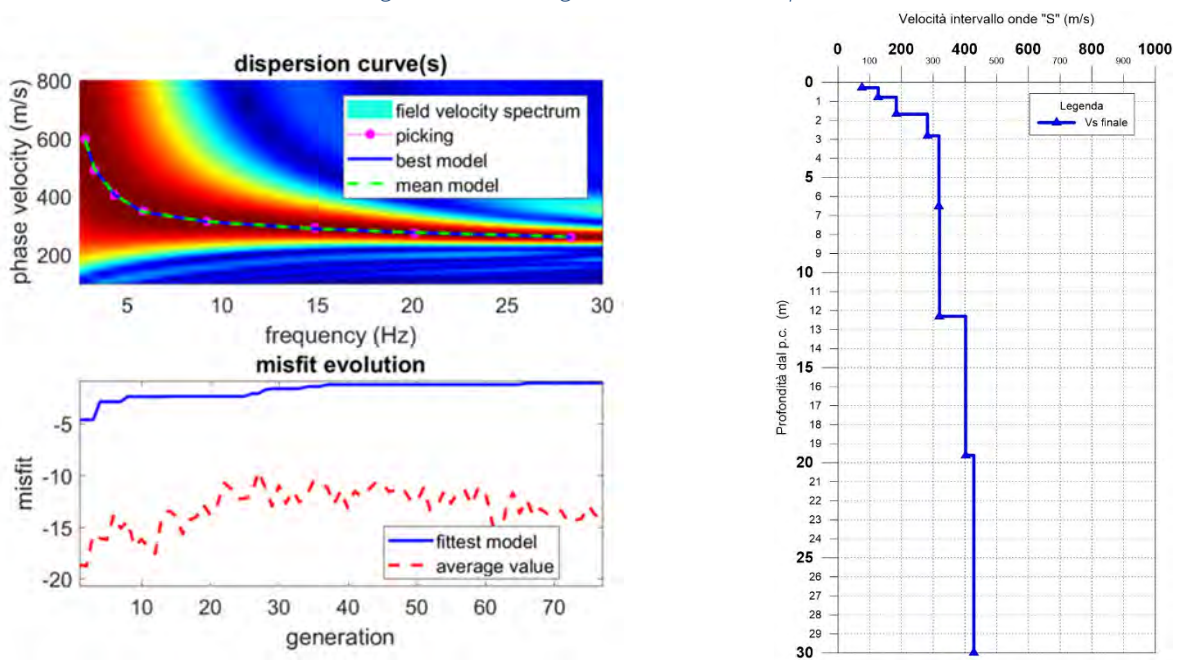 dispersion curve(s)
800
600
400
200
phase velocity (m/s)
field velocity spectrum
picking
best model
mean model
5 10 15 20 25 30
frequency (Hz)
misfit evolution
-5
-10
-15
-20
misfit
fittest model
average value
10 20 30 40 50 60 70
generation
Velocità intervallo onde "S" (m/s)
0 200 400 600 800 1000
100 300 500 700 900
Profondità dal p.c. (m)
0
1
2
3
4
5
6
7
8
9
10
11
12
13
14
15
16
17
18
19
20
21
22
23
24
25
26
27
28
29
30
Legenda
Vs finale